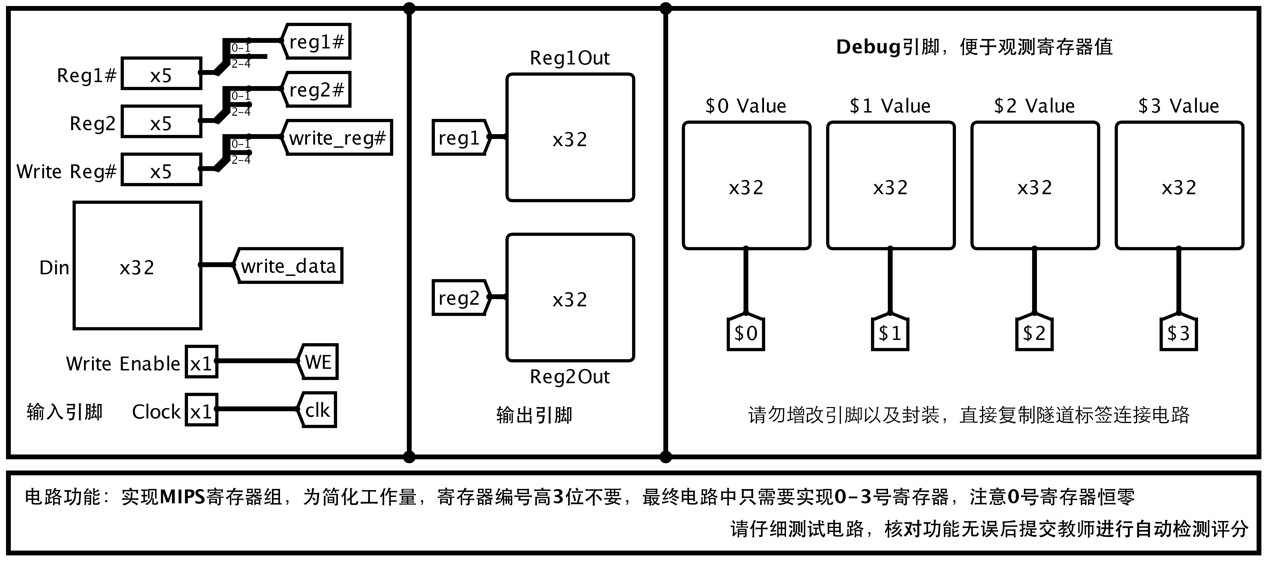 Reg1#
x5
0-1
2-4
reg1#
Reg2
x5
0-1
2-4
reg2#
Write Reg#
x5
0-1
2-4
write_reg#
Din
x32
write_data
Write Enable
x1
WE
输入引脚
Clock
x1
clk
Reg1Out
reg1
x32
reg2
x32
Reg2Out
输出引脚
Debug引脚，便于观测寄存器值
$0 Value
$1 Value
$2 Value
$3 Value
x32
x32
x32
x32
$0
$1
$2
$3
请勿增改引脚以及封装，直接复制隧道标签连接电路
电路功能：实现MIPS寄存器组，为简化工作量，寄存器编号高3位不要，最终电路中只需要实现0-3号寄存器，注意0号寄存器恒零
请仔细测试电路，核对功能无误后提交教师进行自动检测评分